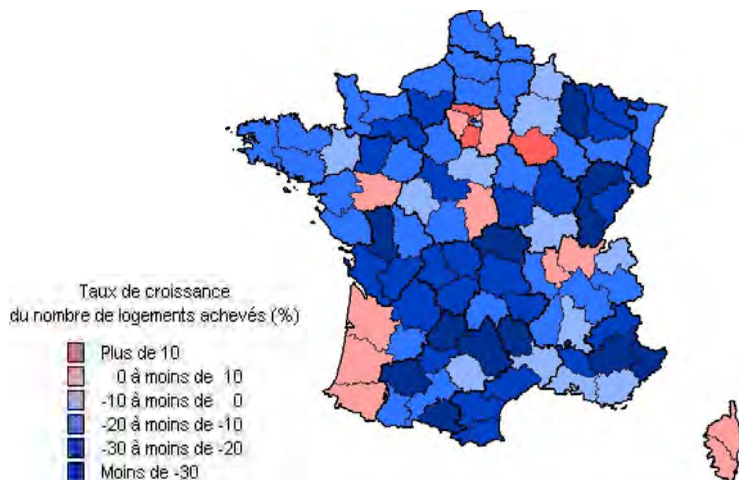 Taux de croissance
du nombre de logements achevés (%)
Plus de 10
0 à moins de 10
-10 à moins de 0
-20 à moins de -10
-30 à moins de -20
Moins de -30